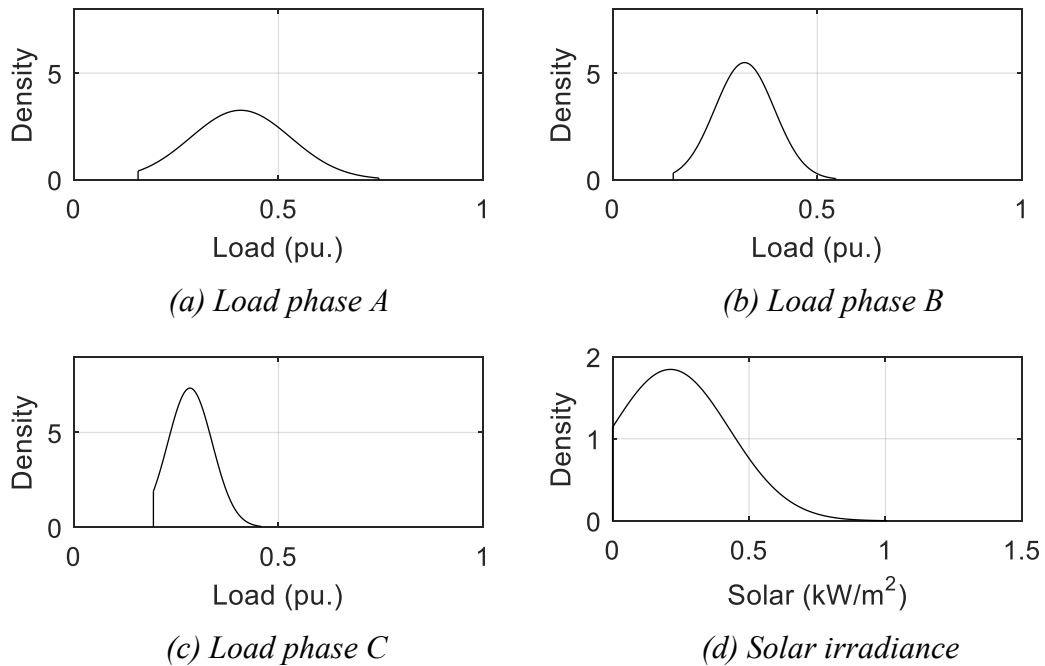 Density
5
0
0
0.5
1
Load (pu.)
(a) Load phase A
Density
5
0
0
0.5
1
Load (pu.)
(b) Load phase B
Density
5
0
0
0.5
1
Load (pu.)
(c) Load phase C
Density
2
1
0
0
0.5
1
1.5
Solar (kW/m²)
(d) Solar irradiance